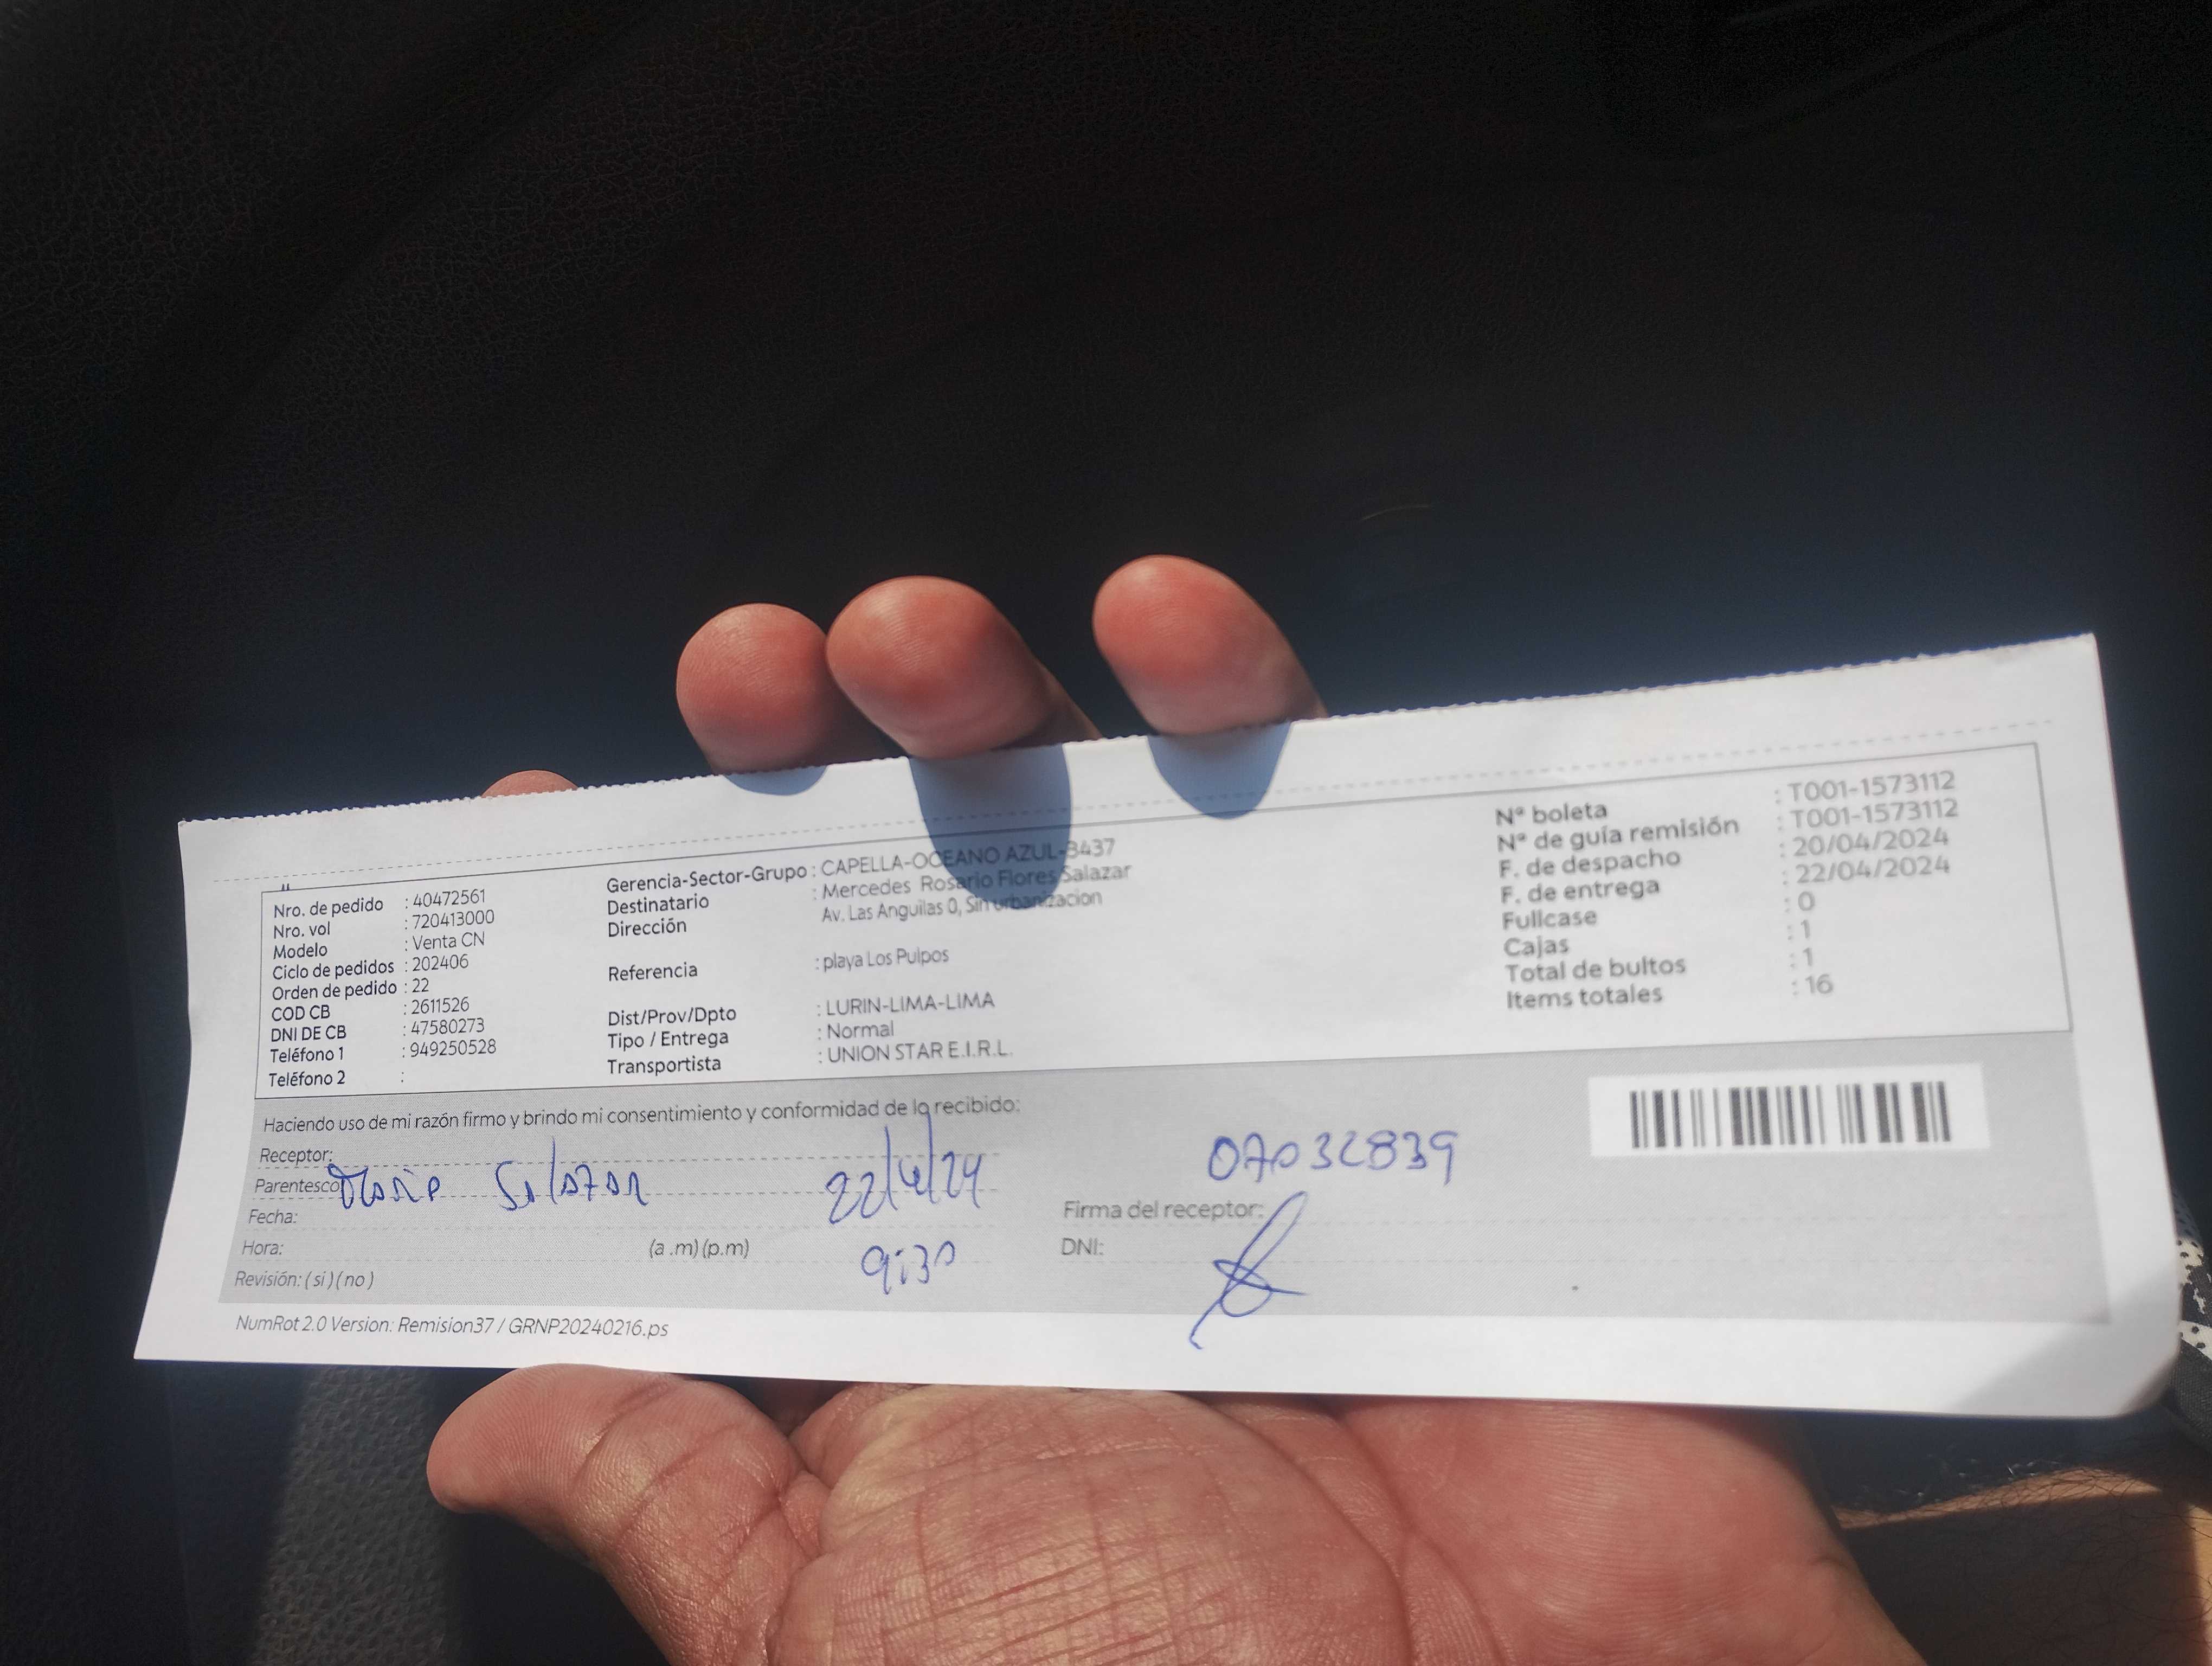 Nro. de pedido : 40472561
Nro. vol : 720413000
Modelo : Venta CN
Ciclo de pedidos : 202406
Orden de pedido : 22
COD CB : 2611526
DNI DE CB : 47580273
Teléfono 1 : 949250528
Teléfono 2 :
Gerencia-Sector-Grupo : CAPELLA-OCEANO AZUL-3437
Destinatario : Mercedes Rosario Flores Salazar
Dirección Av. Las Anguilas 0, Sin urbanizacion
Referencia : playa Los Pulpos
Dist/Prov/Dpto : LURIN-LIMA-LIMA
Tipo / Entrega : Normal
Transportista : UNION STAR E.I.R.L.
Nª boleta : T001-1573112
Nª de guía remisión : T001-1573112
F. de despacho : 20/04/2024
F. de entrega : 22/04/2024
Fullcase : 0
Cajas : 1
Total de bultos : 1
Items totales : 16
Haciendo uso de mi razón firmo y brindo mi consentimiento y conformidad de lo recibido:
Receptor:
Parentesco Salazar 22/4/24 07032839
Fecha: Firma del receptor:
Hora: (a .m) (p.m) 9:30 DNI:
Revisión: ( si ) ( no )
NumRot 2.0 Version: Remision37 / GRNP20240216.ps